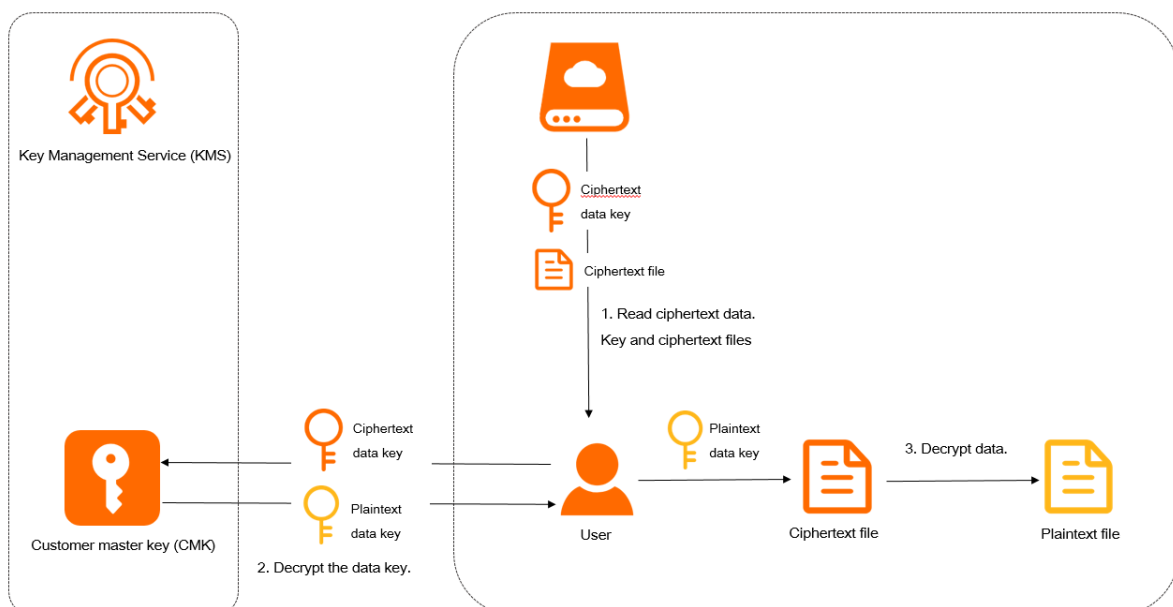 Key Management Service (KMS)
Ciphertext
data key
Ciphertext file
1. Read ciphertext data.
Key and ciphertext files
Ciphertext
data key
Plaintext
data key
2. Decrypt the data key.
Customer master key (CMK)
User
Plaintext
data key
3. Decrypt data.
Ciphertext file
Plaintext file